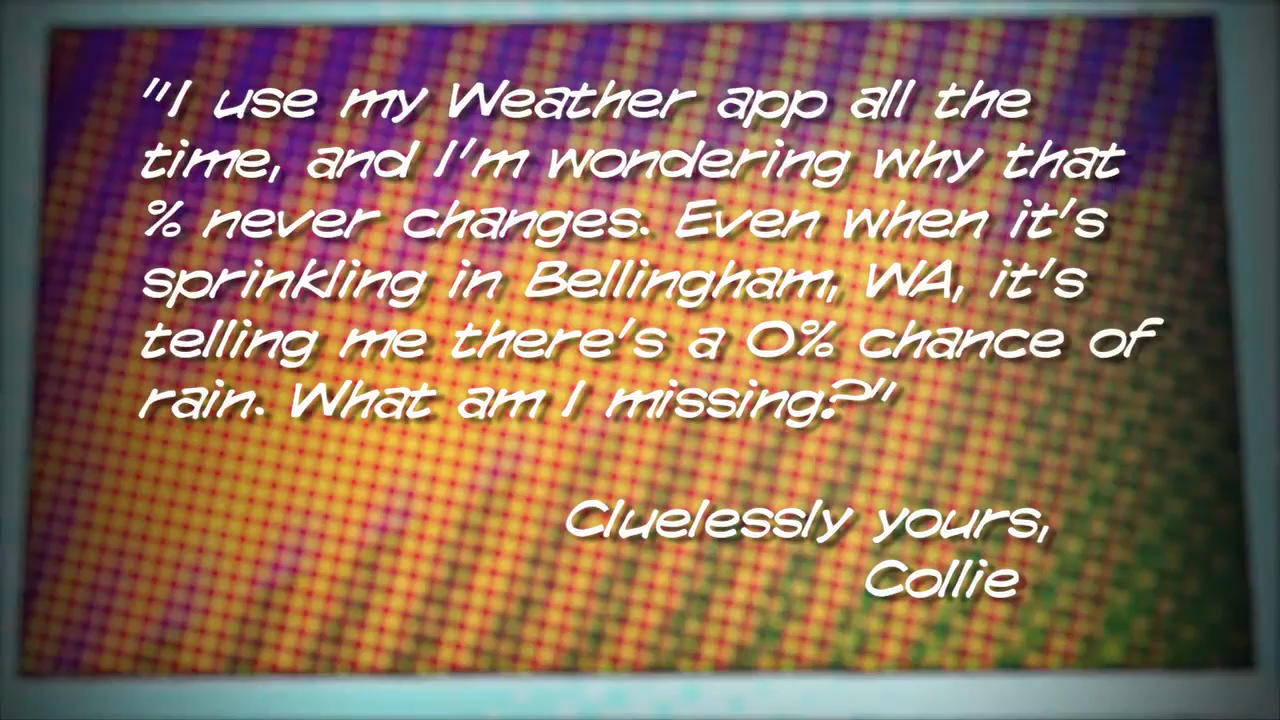 "I use my Weather app all the
time, and I'm wondering why that
% never changes. Even when it's
sprinkling in Bellingham, WA, it's
telling me there's a 0% chance of
rain. What am I missing?"
Cluelessly yours,
Collie